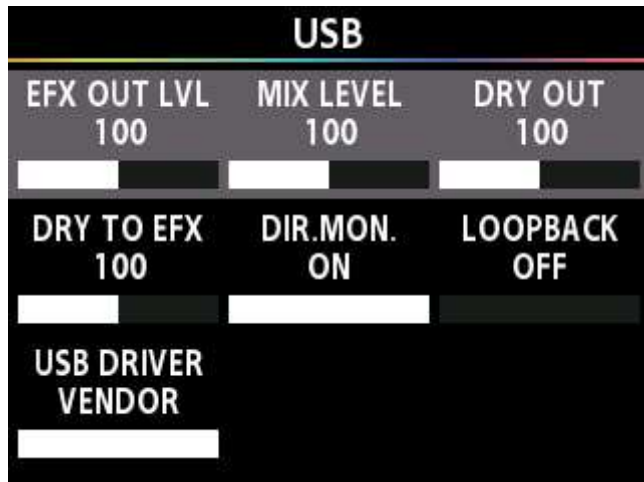 USB
EFX OUT LVL
100
MIX LEVEL
100
DRY OUT
100
DRY TO EFX
100
DIR.MON.
ON
LOOPBACK
OFF
USB DRIVER
VENDOR